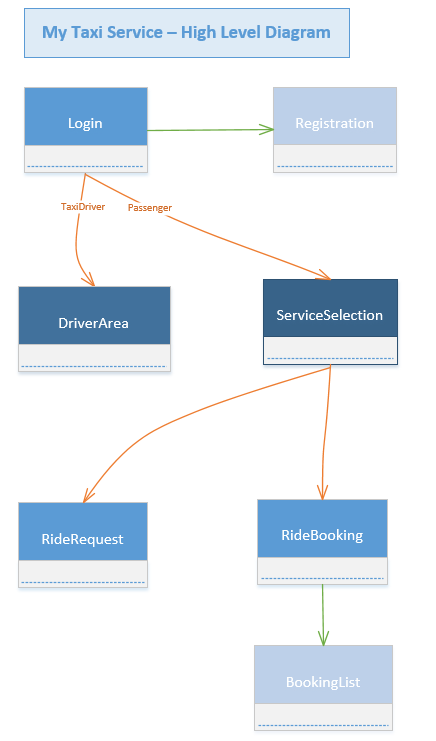 My Taxi Service – High Level Diagram
Login
Registration
TaxiDriver
Passenger
DriverArea
ServiceSelection
RideRequest
RideBooking
BookingList